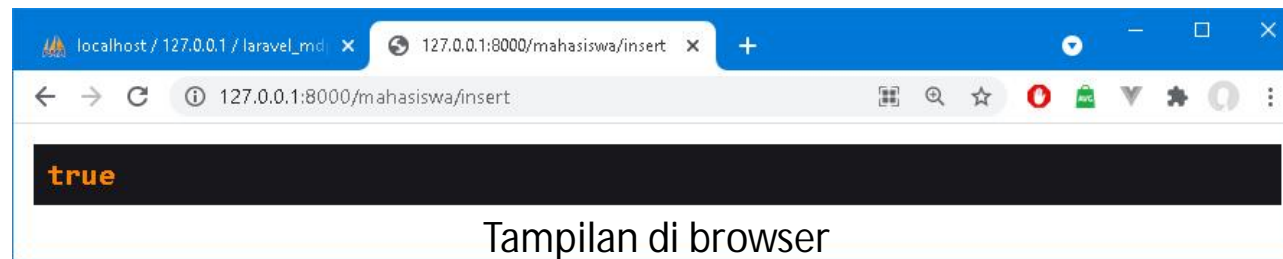 localhost / 127.0.0.1 / laravel_md
127.0.0.1:8000/mahasiswa/insert
127.0.0.1:8000/mahasiswa/insert
AVG
true
Tampilan di browser